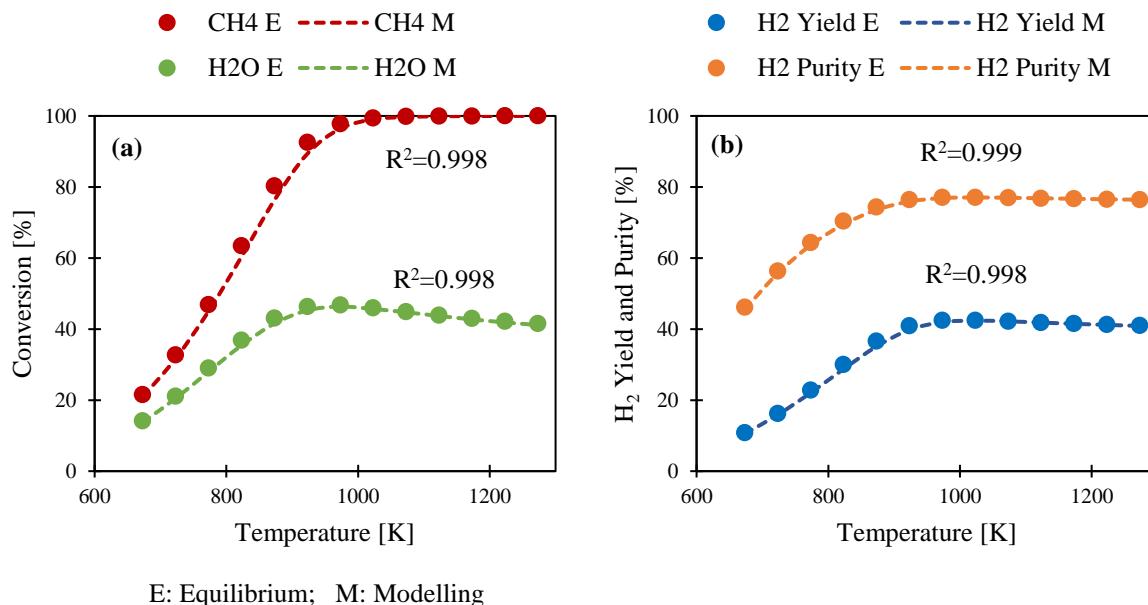 CH4 E CH4 M
H2O E H2O M
H2 Yield E H2 Yield M
H2 Purity E H2 Purity M
(a)
R²=0.998
R²=0.998
Conversion [%]
100
80
60
40
20
0
600 800 1000 1200
Temperature [K]
(b)
R²=0.999
R²=0.998
H₂ Yield and Purity [%]
100
80
60
40
20
0
600 800 1000 1200
Temperature [K]
E: Equilibrium; M: Modelling